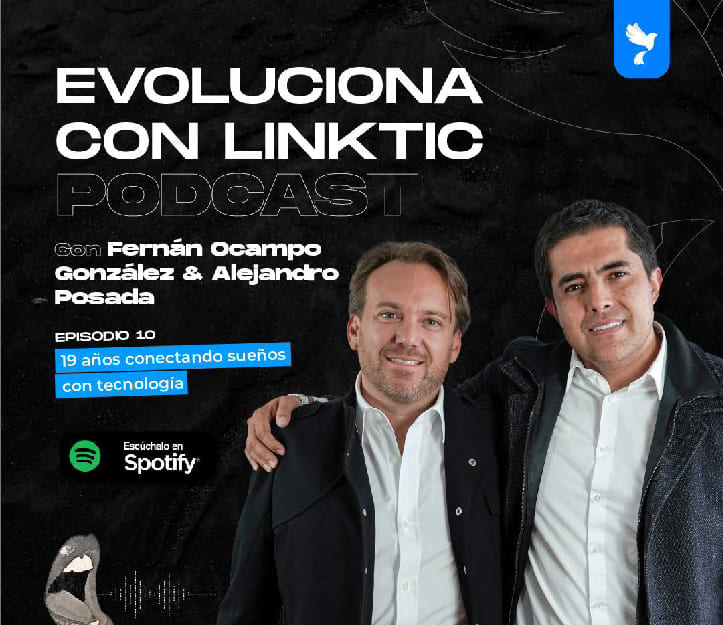 EVOLUCIONA
CON LINKTIC
PODCAST
Con Fernán Ocampo
González & Alejandro
Posada
EPISODIO 10
19 años conectando sueños
con tecnología
Escúchalo en
Spotify®